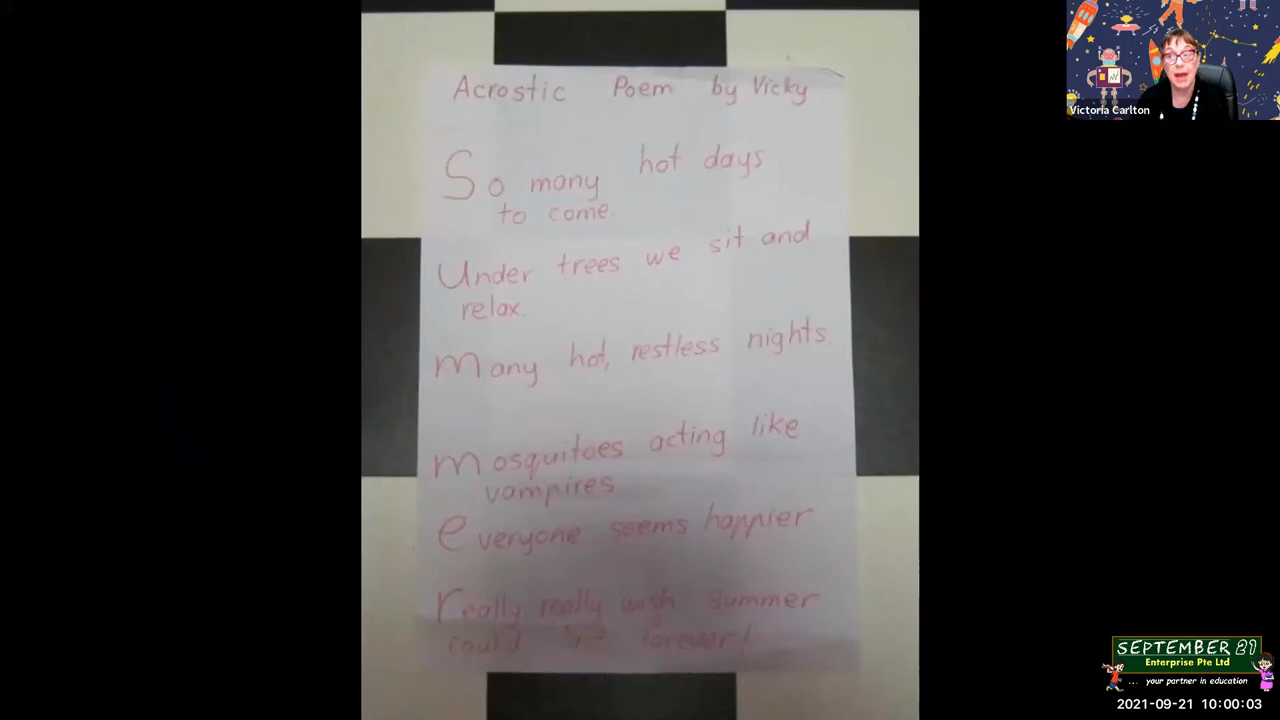 Acrostic Poem by Vicky
So many hot days
to come.
Under trees we sit and
relax.
Many hot, restless nights.
Mosquitoes acting like
vampires
everyone seems happier
really really wish summer
could last forever!
Victoria Carlton
SEPTEMBER 21
Enterprise Pte Ltd
... your partner in education
2021-09-21 10:00:03